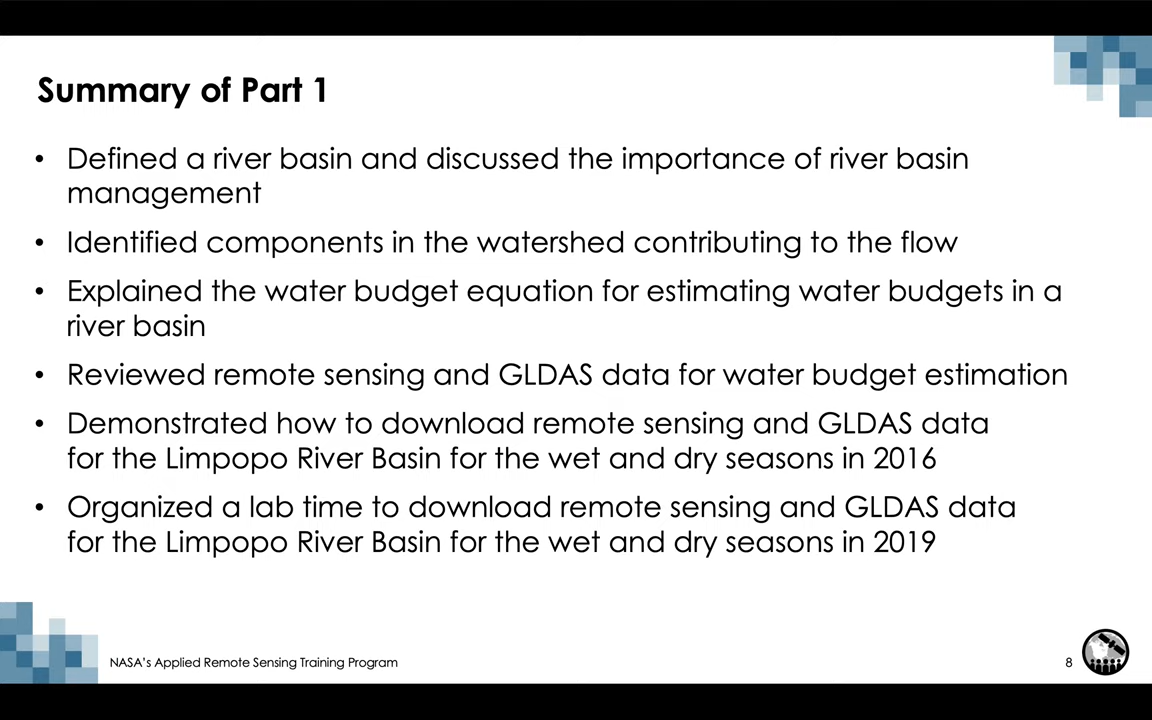 Summary of Part 1
• Defined a river basin and discussed the importance of river basin
management
• Identified components in the watershed contributing to the flow
• Explained the water budget equation for estimating water budgets in a
river basin
• Reviewed remote sensing and GLDAS data for water budget estimation
• Demonstrated how to download remote sensing and GLDAS data
for the Limpopo River Basin for the wet and dry seasons in 2016
• Organized a lab time to download remote sensing and GLDAS data
for the Limpopo River Basin for the wet and dry seasons in 2019
NASA's Applied Remote Sensing Training Program
8